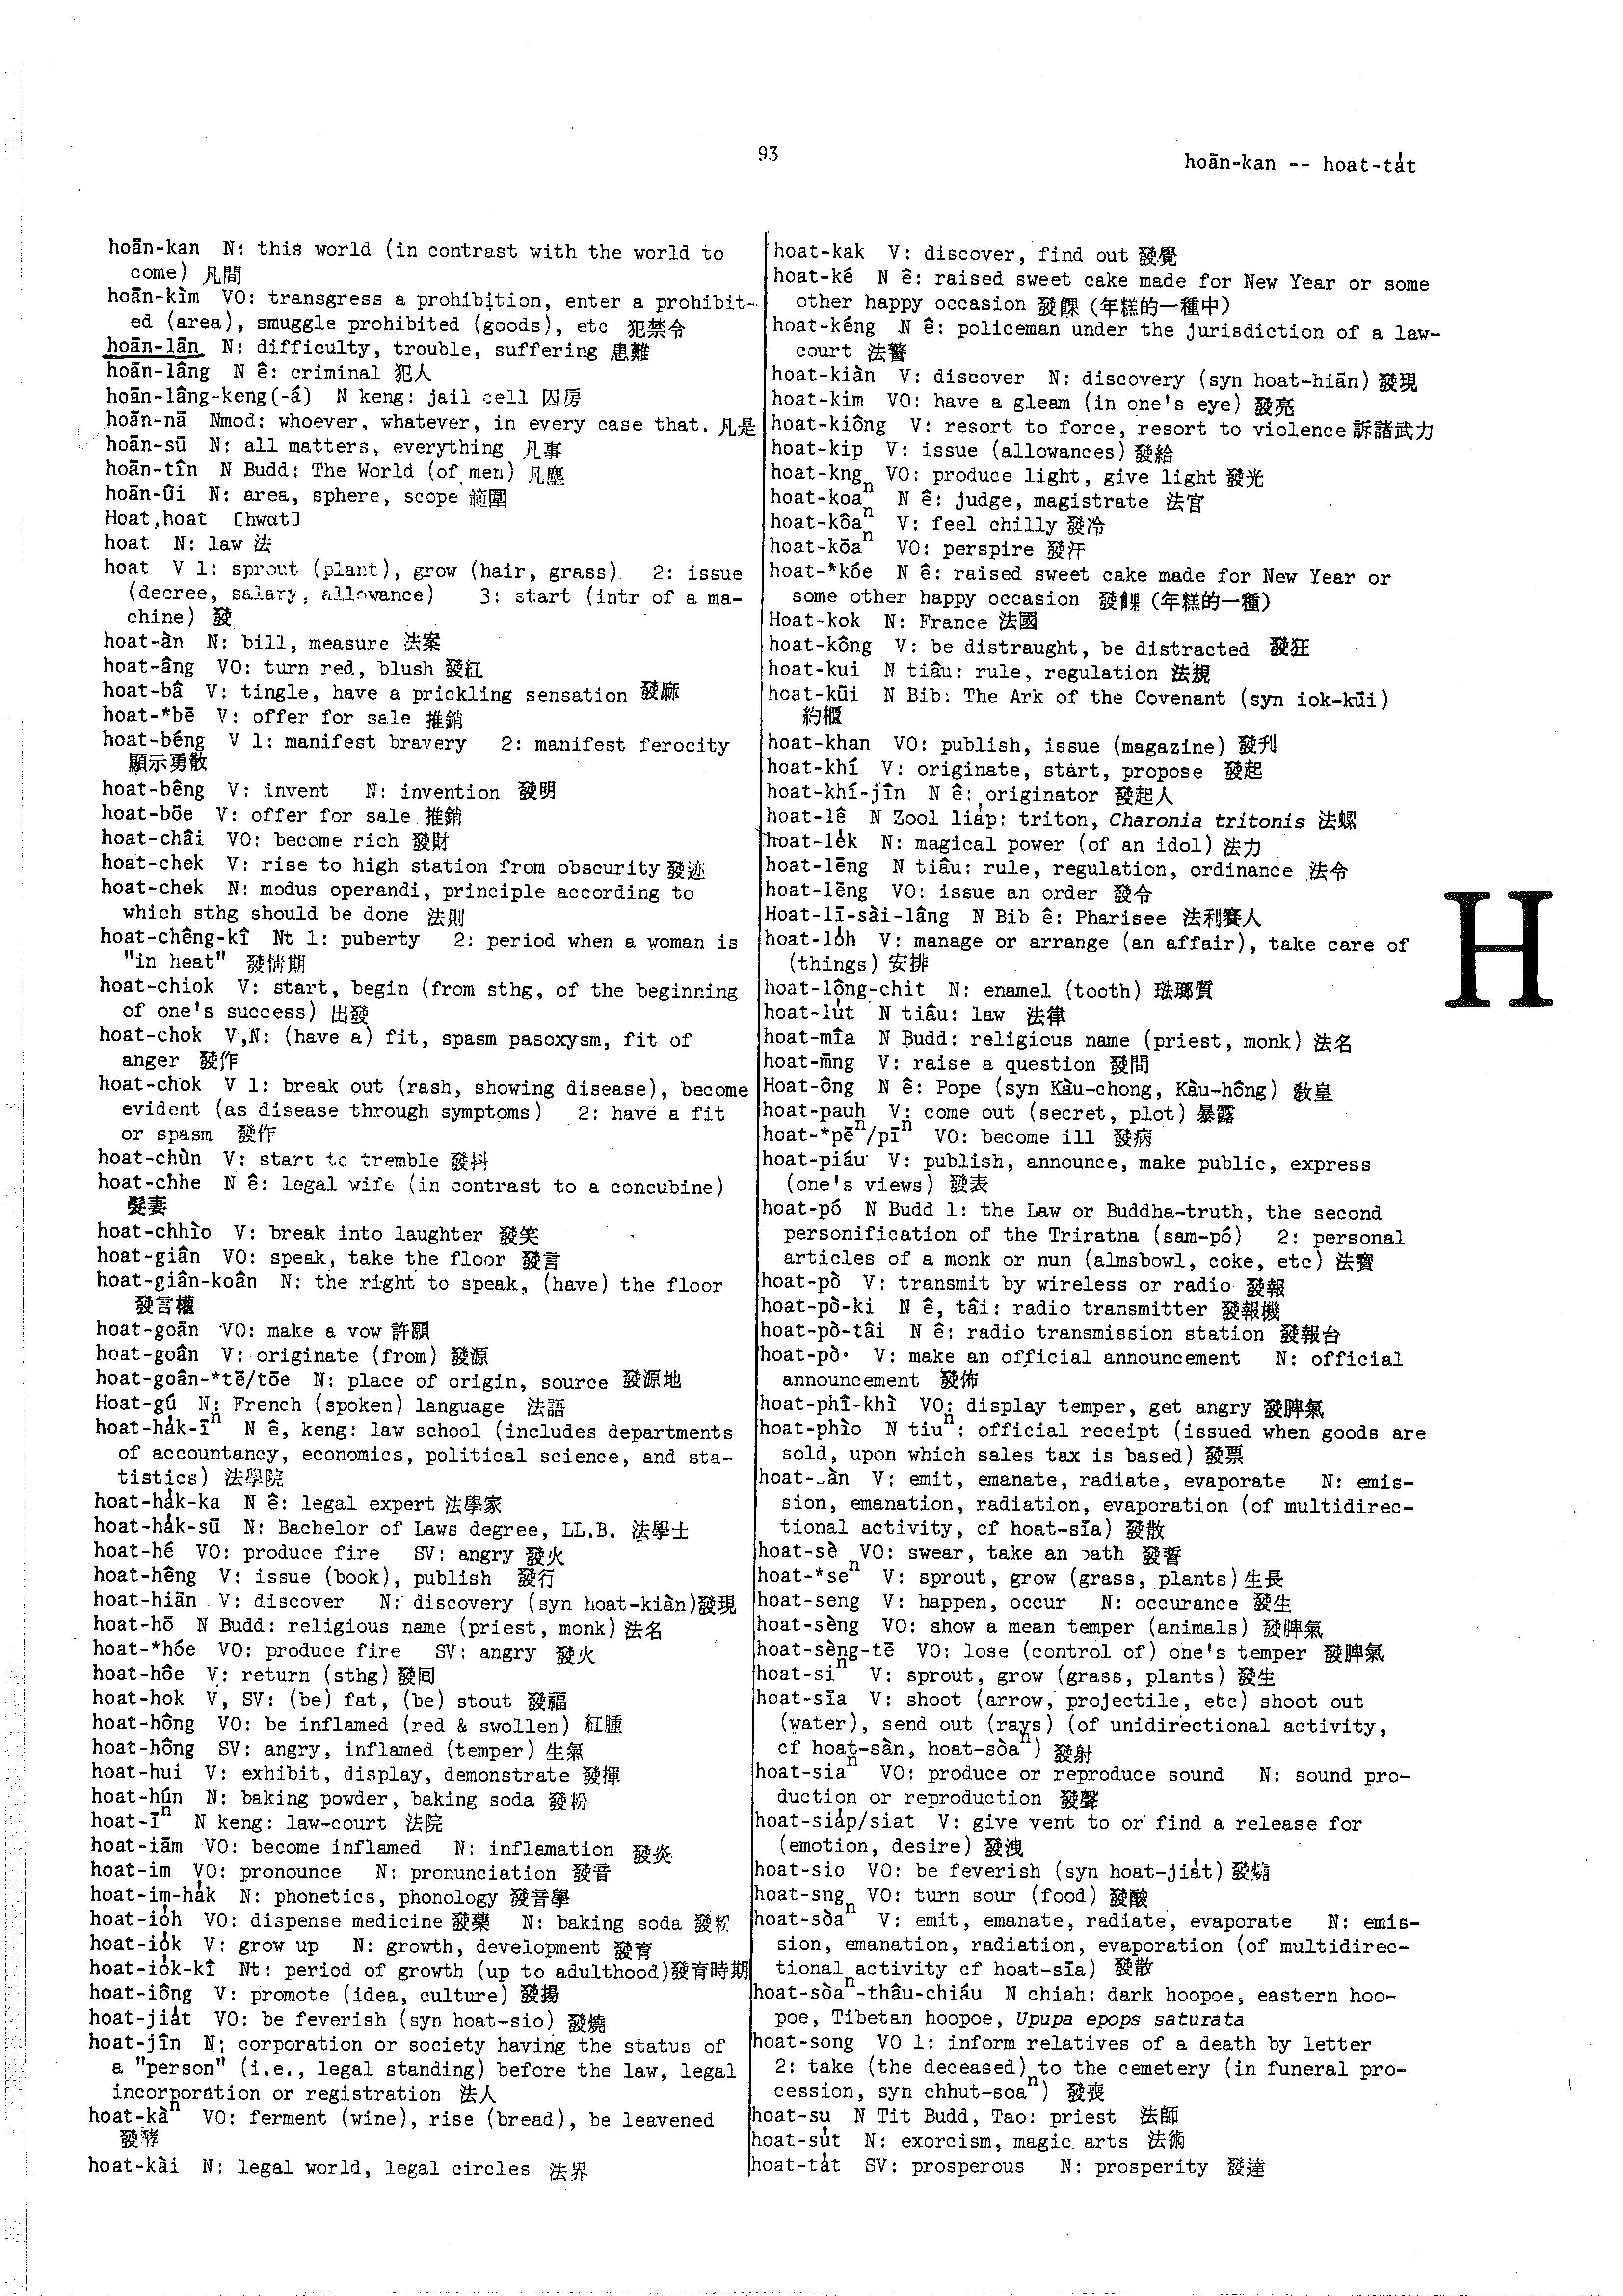 93
hoān-kan -- hoat-ta̍t
hoān-kan N: this world (in contrast with the world to
come) 凡間
hoān-kìm VO: transgress a prohibition, enter a prohibit-
ed (area), smuggle prohibited (goods), etc 犯禁令
hoān-lān N: difficulty, trouble, suffering 患難
hoān-lâng N ê: criminal 犯人
hoān-lâng-keng(-á) N keng: jail cell 囚房
hoān-nā Nmod: whoever, whatever, in every case that. 凡是
hoān-sū N: all matters, everything 凡事
hoān-tîn N Budd: The World (of men) 凡塵
hoān-ûi N: area, sphere, scope 範圍
Hoat,hoat [hwat]
hoat N: law 法
hoat V 1: sprout (plant), grow (hair, grass) 2: issue
(decree, salary, allowance) 3: start (intr of a ma-
chine) 發
hoat-àn N: bill, measure 法案
hoat-âng VO: turn red, blush 發紅
hoat-bâ V: tingle, have a prickling sensation 發麻
hoat-*bē V: offer for sale 推銷
hoat-béng V 1: manifest bravery 2: manifest ferocity
顯示勇敢
hoat-bêng V: invent N: invention 發明
hoat-bōe V: offer for sale 推銷
hoat-châi VO: become rich 發財
hoat-chek V: rise to high station from obscurity 發迹
hoat-chek N: modus operandi, principle according to
which sthg should be done 法則
hoat-chêng-kî Nt 1: puberty 2: period when a woman is
"in heat" 發情期
hoat-chiok V: start, begin (from sthg, of the beginning
of one's success) 出發
hoat-chok V,N: (have a) fit, spasm pasoxysm, fit of
anger 發作
hoat-chok V 1: break out (rash, showing disease), become
evident (as disease through symptoms) 2: have a fit
or spasm 發作
hoat-chùn V: start to tremble 發抖
hoat-chhe N ê: legal wife (in contrast to a concubine)
髮妻
hoat-chhìo V: break into laughter 發笑
hoat-giân VO: speak, take the floor 發言
hoat-giân-koân N: the right to speak, (have) the floor
發言權
hoat-goān VO: make a vow 許願
hoat-goân V: originate (from) 發源
hoat-goân-*tē/tōe N: place of origin, source 發源地
Hoat-gú N: French (spoken) language 法語
hoat-ha̍k-īⁿ N ê, keng: law school (includes departments
of accountancy, economics, political science, and sta-
tistics) 法學院
hoat-ha̍k-ka N ê: legal expert 法學家
hoat-ha̍k-sū N: Bachelor of Laws degree, LL.B. 法學士
hoat-hé VO: produce fire SV: angry 發火
hoat-hêng V: issue (book), publish 發行
hoat-hiān V: discover N: discovery (syn hoat-kiàn)發現
hoat-hō N Budd: religious name (priest, monk) 法名
hoat-*hóe VO: produce fire SV: angry 發火
hoat-hôe V: return (sthg) 發回
hoat-hok V, SV: (be) fat, (be) stout 發福
hoat-hông VO: be inflamed (red & swollen) 紅腫
hoat-hông SV: angry, inflamed (temper) 生氣
hoat-hui V: exhibit, display, demonstrate 發揮
hoat-hún N: baking powder, baking soda 發粉
hoat-īⁿ N keng: law-court 法院
hoat-iām VO: become inflamed N: inflamation 發炎
hoat-im VO: pronounce N: pronunciation 發音
hoat-im-ha̍k N: phonetics, phonology 發音學
hoat-io̍h VO: dispense medicine 發藥 N: baking soda 發粉
hoat-io̍k V: grow up N: growth, development 發育
hoat-io̍k-kî Nt: period of growth (up to adulthood)發育時期
hoat-iông V: promote (idea, culture) 發揚
hoat-jia̍t VO: be feverish (syn hoat-sio) 發燒
hoat-jîn N: corporation or society having the status of
a "person" (i.e., legal standing) before the law, legal
incorporation or registration 法人
hoat-kàⁿ VO: ferment (wine), rise (bread), be leavened
發酵
hoat-kài N: legal world, legal circles 法界
hoat-kak V: discover, find out 發覺
hoat-ké N ê: raised sweet cake made for New Year or some
other happy occasion 發餜 (年糕的一種中)
hoat-kéng N ê: policeman under the jurisdiction of a law-
court 法警
hoat-kiàn V: discover N: discovery (syn hoat-hiān) 發現
hoat-kim VO: have a gleam (in one's eye) 發亮
hoat-kiông V: resort to force, resort to violence 訴諸武力
hoat-kip V: issue (allowances) 發給
hoat-kng VO: produce light, give light 發光
hoat-koaⁿ N ê: judge, magistrate 法官
hoat-kôaⁿ V: feel chilly 發冷
hoat-kōaⁿ VO: perspire 發汗
hoat-*kóe N ê: raised sweet cake made for New Year or
some other happy occasion 發餜 (年糕的一種)
Hoat-kok N: France 法國
hoat-kông V: be distraught, be distracted 發狂
hoat-kui N tiâu: rule, regulation 法規
hoat-kūi N Bib: The Ark of the Covenant (syn iok-kūi)
約櫃
hoat-khan VO: publish, issue (magazine) 發刊
hoat-khí V: originate, start, propose 發起
hoat-khí-jîn N ê: originator 發起人
hoat-lê N Zool lia̍p: triton, Charonia tritonis 法螺
hoat-le̍k N: magical power (of an idol) 法力
hoat-lēng N tiâu: rule, regulation, ordinance 法令
hoat-lēng VO: issue an order 發令
Hoat-lī-sài-lâng N Bib ê: Pharisee 法利賽人
hoat-lo̍h V: manage or arrange (an affair), take care of
(things) 安排
hoat-lông-chit N: enamel (tooth) 琺瑯質
hoat-lu̍t N tiâu: law 法律
hoat-mîa N Budd: religious name (priest, monk) 法名
hoat-m̄ng V: raise a question 發問
Hoat-ông N ê: Pope (syn Kàu-chong, Kàu-hông) 教皇
hoat-pauh V: come out (secret, plot) 暴露
hoat-*pēⁿ/pīⁿ VO: become ill 發病
hoat-piáu V: publish, announce, make public, express
(one's views) 發表
hoat-pó N Budd 1: the Law or Buddha-truth, the second
personification of the Triratna (sam-pó) 2: personal
articles of a monk or nun (almsbowl, coke, etc) 法寶
hoat-pò V: transmit by wireless or radio 發報
hoat-pò-ki N ê, tâi: radio transmitter 發報機
hoat-pò-tâi N ê: radio transmission station 發報台
hoat-pò· V: make an official announcement N: official
announcement 發佈
hoat-phî-khì VO: display temper, get angry 發脾氣
hoat-phìo N tiuⁿ: official receipt (issued when goods are
sold, upon which sales tax is based) 發票
hoat-àn V: emit, emanate, radiate, evaporate N: emis-
sion, emanation, radiation, evaporation (of multidirec-
tional activity, cf hoat-sīa) 發散
hoat-sè VO: swear, take an oath 發誓
hoat-*seⁿ V: sprout, grow (grass, plants) 生長
hoat-seng V: happen, occur N: occurance 發生
hoat-sèng VO: show a mean temper (animals) 發脾氣
hoat-sèng-tē VO: lose (control of) one's temper 發脾氣
hoat-siⁿ V: sprout, grow (grass, plants) 發生
hoat-sīa V: shoot (arrow, projectile, etc) shoot out
(water), send out (rays) (of unidirectional activity,
cf hoat-sàn, hoat-sòaⁿ) 發射
hoat-siaⁿ VO: produce or reproduce sound N: sound pro-
duction or reproduction 發聲
hoat-sia̍p/siat V: give vent to or find a release for
(emotion, desire) 發洩
hoat-sio VO: be feverish (syn hoat-jia̍t) 發燒
hoat-sng VO: turn sour (food) 發酸
hoat-sòaⁿ V: emit, emanate, radiate, evaporate N: emis-
sion, emanation, radiation, evaporation (of multidirec-
tional activity cf hoat-sīa) 發散
hoat-sòaⁿ-thâu-chiáu N chiah: dark hoopoe, eastern hoo-
poe, Tibetan hoopoe, Upupa epops saturata
hoat-song VO 1: inform relatives of a death by letter
2: take (the deceased) to the cemetery (in funeral pro-
cession, syn chhut-soaⁿ) 發喪
hoat-su N Tit Budd, Tao: priest 法師
hoat-su̍t N: exorcism, magic arts 法術
hoat-ta̍t SV: prosperous N: prosperity 發達
H